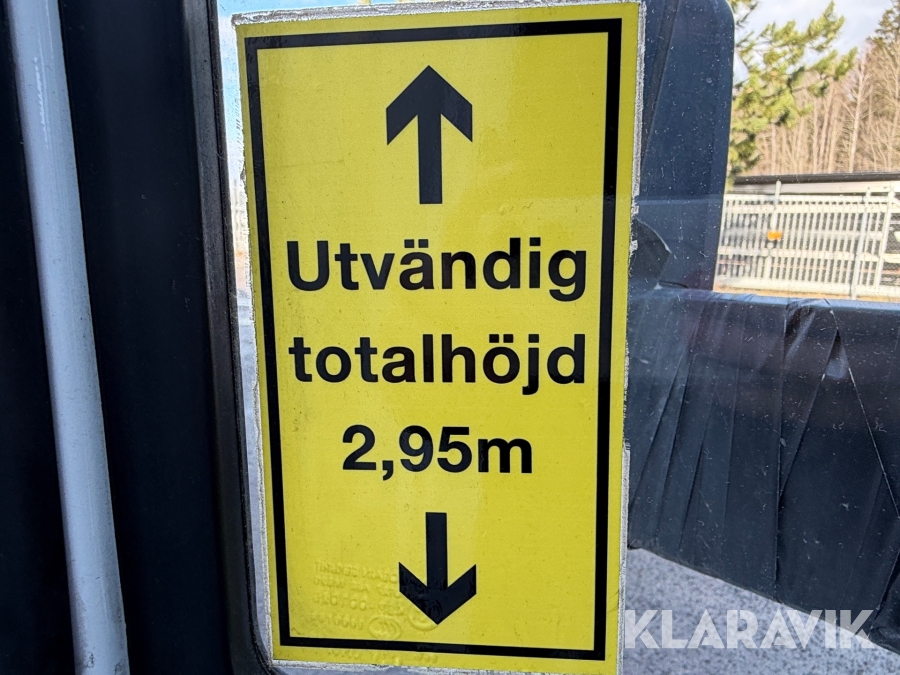 Utvändig
totalhöjd
2,95m
KLARAVIK